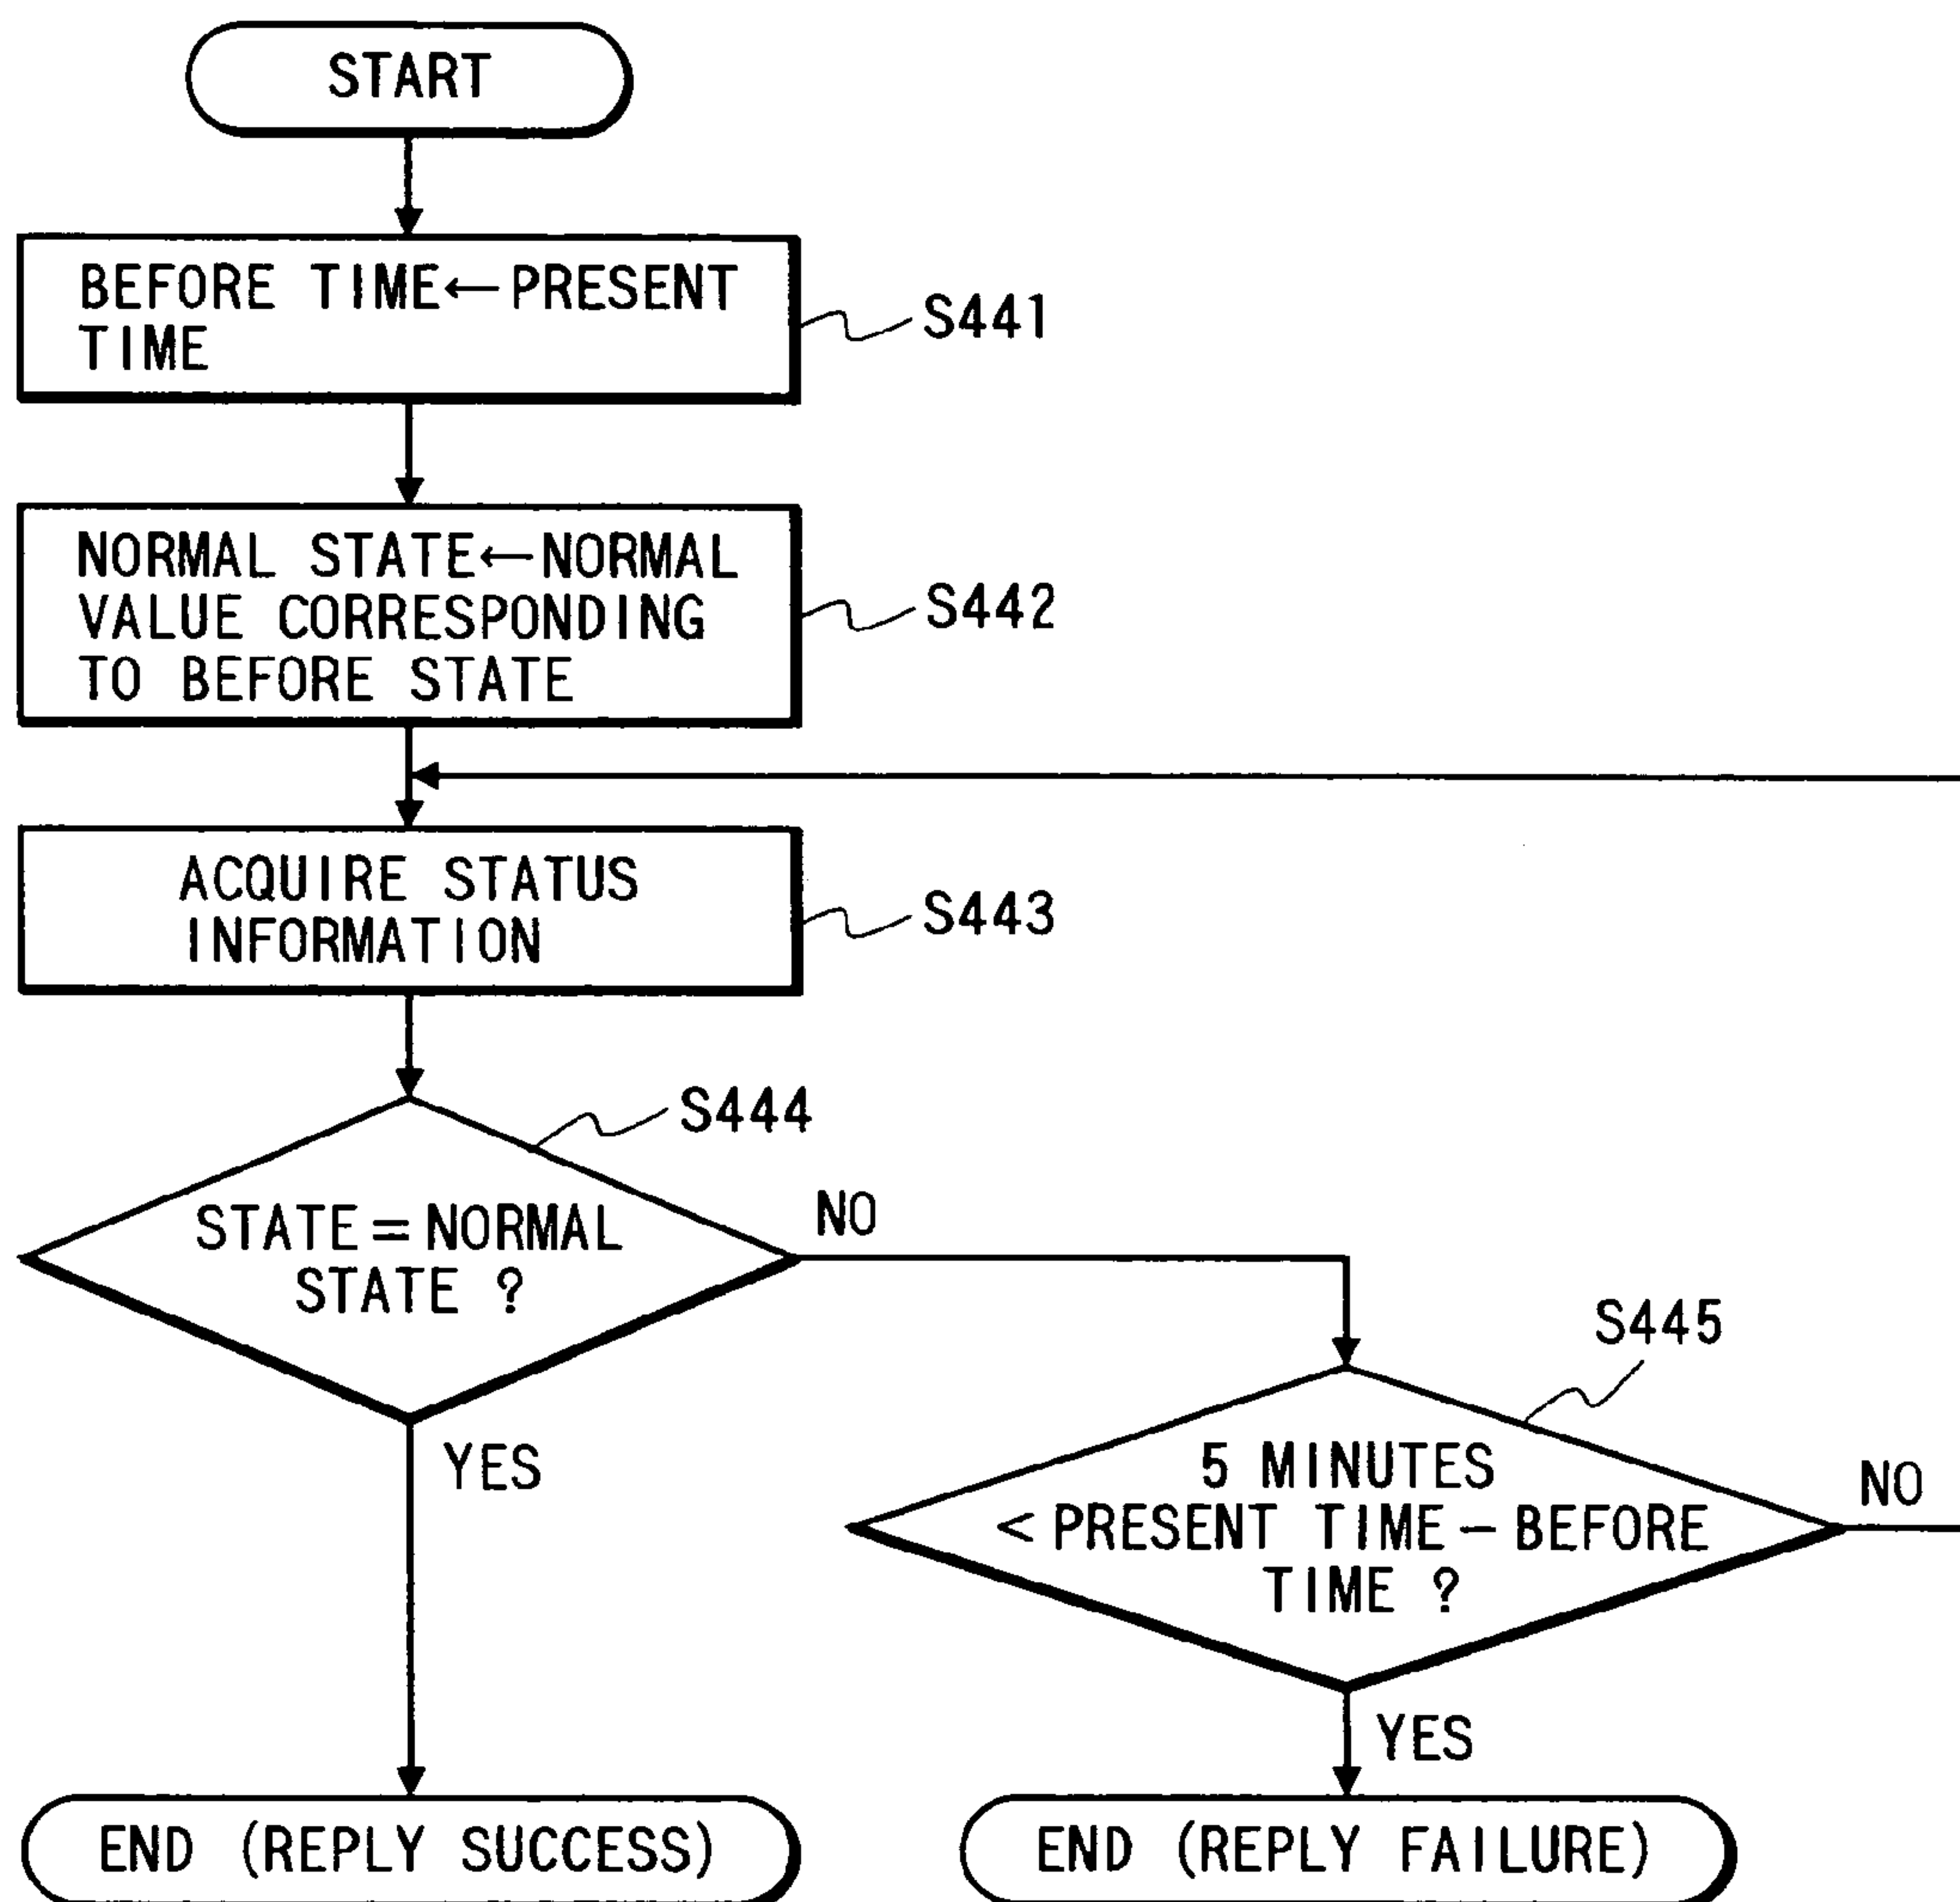 START
BEFORE TIME←PRESENT
TIME
S441
NORMAL STATE←NORMAL
VALUE CORRESPONDING
TO BEFORE STATE
S442
ACQUIRE STATUS
INFORMATION
S443
S444
STATE=NORMAL
STATE ?
NO
YES
S445
5 MINUTES
< PRESENT TIME – BEFORE
TIME ?
NO
YES
END (REPLY SUCCESS)
END (REPLY FAILURE)